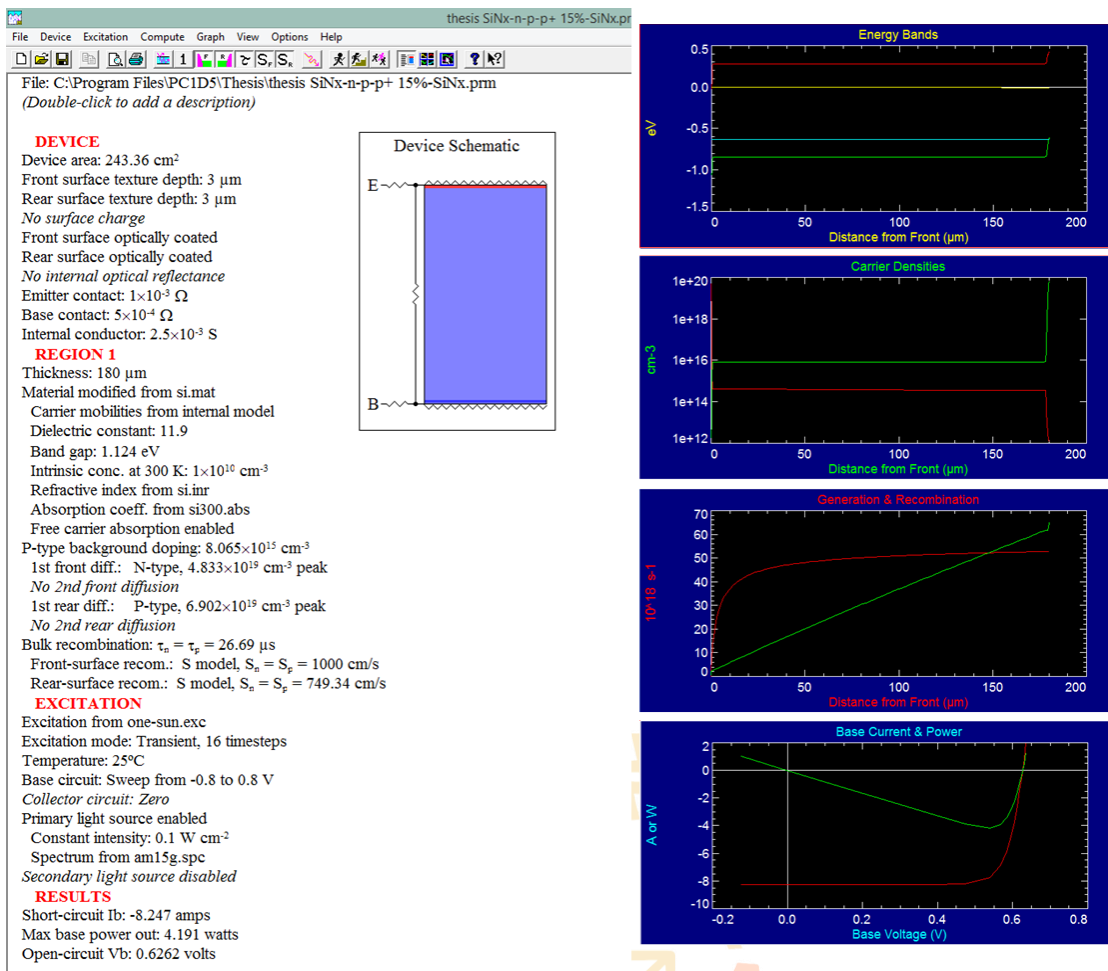 thesis SiNx-n-p-p+ 15%-SiNx.pr
File Device Excitation Compute Graph View Options Help
File: C:\Program Files\PC1D5\Thesis\thesis SiNx-n-p-p+ 15%-SiNx.prm
(Double-click to add a description)
DEVICE
Device area: 243.36 cm²
Front surface texture depth: 3 µm
Rear surface texture depth: 3 µm
No surface charge
Front surface optically coated
Rear surface optically coated
No internal optical reflectance
Emitter contact: 1×10⁻³ Ω
Base contact: 5×10⁻⁴ Ω
Internal conductor: 2.5×10⁻³ S
REGION 1
Thickness: 180 µm
Material modified from si.mat
Carrier mobilities from internal model
Dielectric constant: 11.9
Band gap: 1.124 eV
Intrinsic conc. at 300 K: 1×10¹⁰ cm⁻³
Refractive index from si.inr
Absorption coeff. from si300.abs
Free carrier absorption enabled
P-type background doping: 8.065×10¹⁵ cm⁻³
1st front diff.: N-type, 4.833×10¹⁹ cm⁻³ peak
No 2nd front diffusion
1st rear diff.: P-type, 6.902×10¹⁹ cm⁻³ peak
No 2nd rear diffusion
Bulk recombination: τₙ = τₚ = 26.69 µs
Front-surface recom.: S model, Sₙ = Sₚ = 1000 cm/s
Rear-surface recom.: S model, Sₙ = Sₚ = 749.34 cm/s
EXCITATION
Excitation from one-sun.exc
Excitation mode: Transient, 16 timesteps
Temperature: 25ºC
Base circuit: Sweep from -0.8 to 0.8 V
Collector circuit: Zero
Primary light source enabled
Constant intensity: 0.1 W cm⁻²
Spectrum from am15g.spc
Secondary light source disabled
RESULTS
Short-circuit Ib: -8.247 amps
Max base power out: 4.191 watts
Open-circuit Vb: 0.6262 volts
Device Schematic
E
B
Energy Bands
eV
0.5
0.0
-0.5
-1.0
-1.5
0 50 100 150 200
Distance from Front (µm)
Carrier Densities
cm-3
1e+20
1e+18
1e+16
1e+14
1e+12
0 50 100 150 200
Distance from Front (µm)
Generation & Recombination
10^18 s-1
70
60
50
40
30
20
10
0
0 50 100 150 200
Distance from Front (µm)
Base Current & Power
A or W
2
0
-2
-4
-6
-8
-10
-0.2 0.0 0.2 0.4 0.6 0.8
Base Voltage (V)